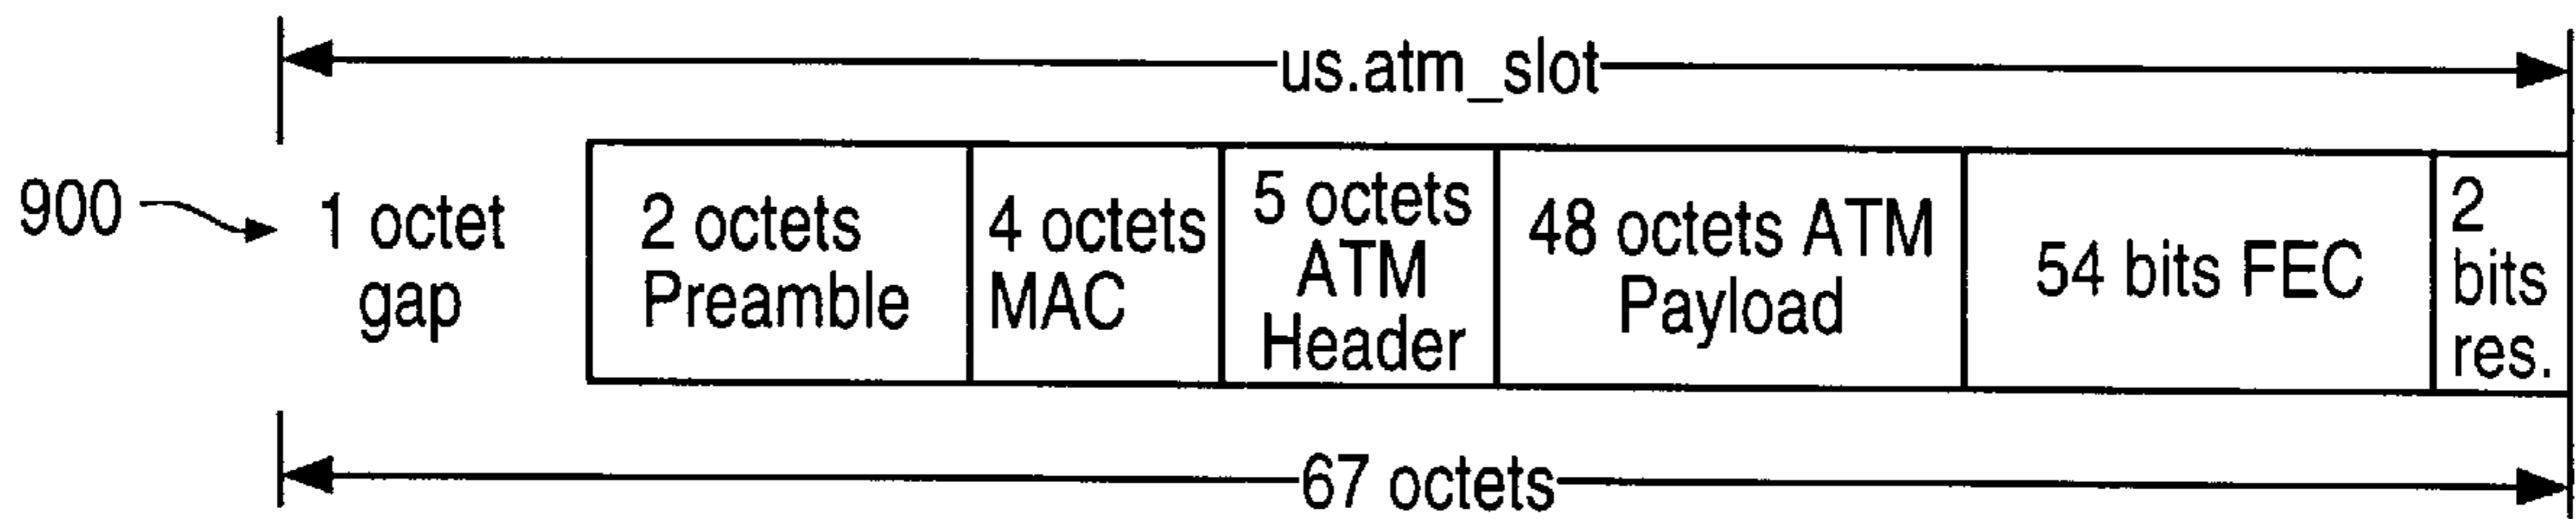 us.atm_slot
900
1 octet
gap
2 octets
Preamble
4 octets
MAC
5 octets
ATM
Header
48 octets ATM
Payload
54 bits FEC
2
bits
res.
67 octets